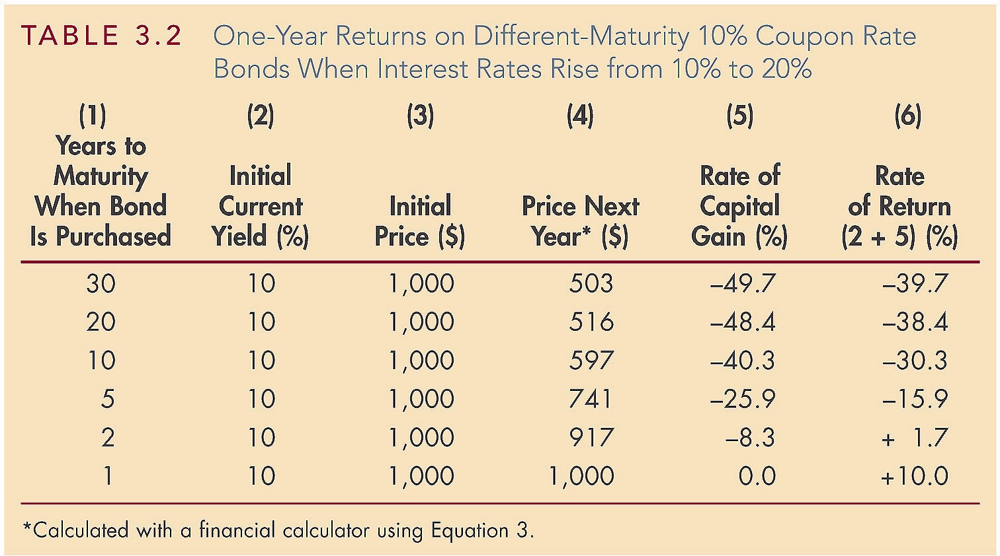 TABLE 3.2 One-Year Returns on Different-Maturity 10% Coupon Rate
Bonds When Interest Rates Rise from 10% to 20%
(1) (2) (3) (4) (5) (6)
Years to
Maturity Initial Rate of Rate
When Bond Current Initial Price Next Capital of Return
Is Purchased Yield (%) Price ($) Year* ($) Gain (%) (2 + 5) (%)
30 10 1,000 503 –49.7 –39.7
20 10 1,000 516 –48.4 –38.4
10 10 1,000 597 –40.3 –30.3
5 10 1,000 741 –25.9 –15.9
2 10 1,000 917 –8.3 + 1.7
1 10 1,000 1,000 0.0 +10.0
*Calculated with a financial calculator using Equation 3.